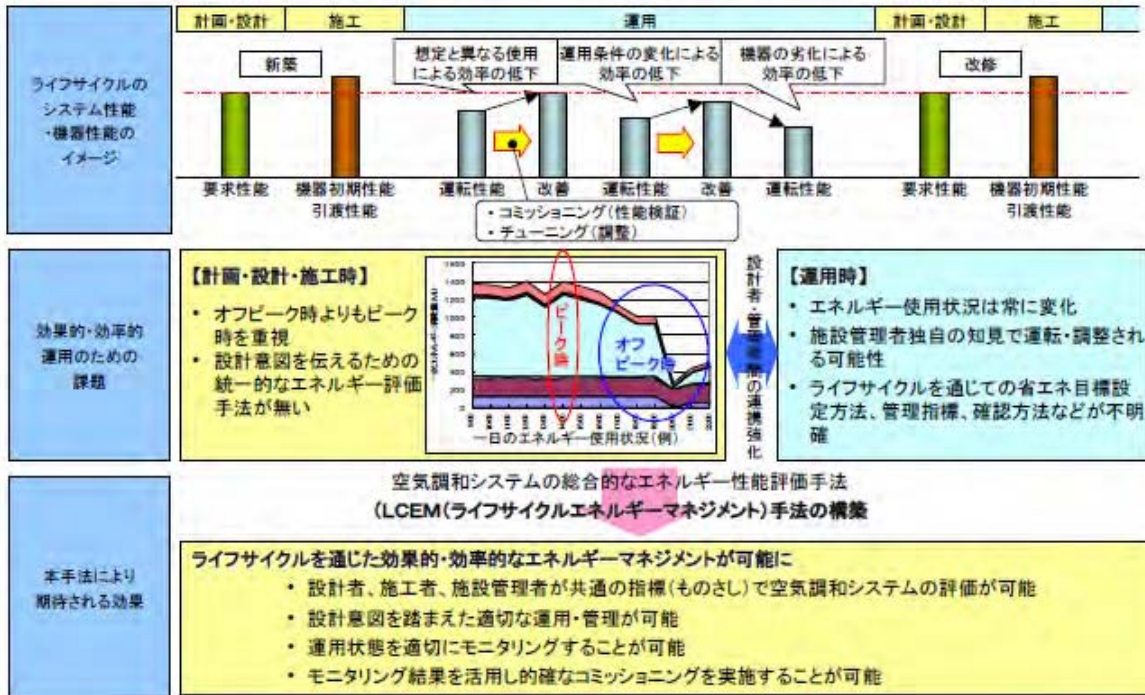 計画・設計
施工
運用
計画・設計
施工
ライフサイクルの
システム性能
・機器性能の
イメージ
新築
想定と異なる使用
による効率の低下
運用条件の変化による
効率の低下
機器の劣化による
効率の低下
改修
要求性能
機器初期性能
引渡性能
運転性能
改善
運転性能
改善
運転性能
要求性能
機器初期性能
引渡性能
・コミッショニング(性能検証)
・チューニング(調整)
効果的・効率的
運用のための
課題
【計画・設計・施工時】
• オフピーク時よりもピーク
時を重視
• 設計意図を伝えるための
統一的なエネルギー評価
手法が無い
1600
1400
1200
1000
800
600
400
200
0
ピーク時
オフ
ピーク時
一日のエネルギー使用状況(例)
設計者・管理者間の連携強化
【運用時】
• エネルギー使用状況は常に変化
• 施設管理者独自の知見で運転・調整され
る可能性
• ライフサイクルを通じての省エネ目標設
定方法、管理指標、確認方法などが不明
確
空気調和システムの総合的なエネルギー性能評価手法
(LCEM(ライフサイクルエネルギーマネジメント)手法の構築
本手法により
期待される効果
ライフサイクルを通じた効果的・効率的なエネルギーマネジメントが可能に
• 設計者、施工者、施設管理者が共通の指標(ものさし)で空気調和システムの評価が可能
• 設計意図を踏まえた適切な運用・管理が可能
• 運用状態を適切にモニタリングすることが可能
• モニタリング結果を活用し的確なコミッショニングを実施することが可能